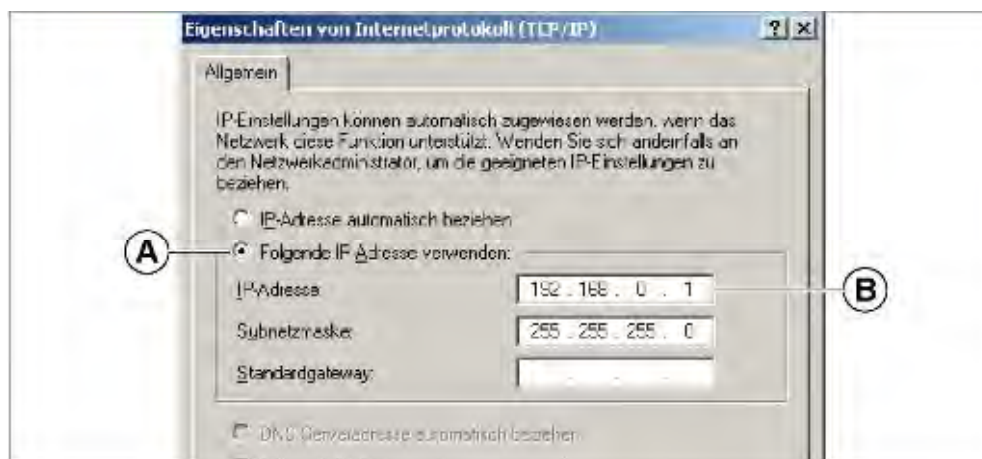 Eigenschaften von Internetprotokoll (TCP/IP)
Allgemein
IP-Einstellungen können automatisch zugewiesen werden, wenn das
Netzwerk diese Funktion unterstützt. Wenden Sie sich andernfalls an
den Netzwerkadministrator, um die geeigneten IP-Einstellungen zu
beziehen.
IP-Adresse automatisch beziehen
A
Folgende IP-Adresse verwenden:
IP-Adresse: 192 . 168 . 0 . 1
B
Subnetzmaske: 255 . 255 . 255 . 0
Standardgateway: . . .
DNS-Serveradresse automatisch beziehen